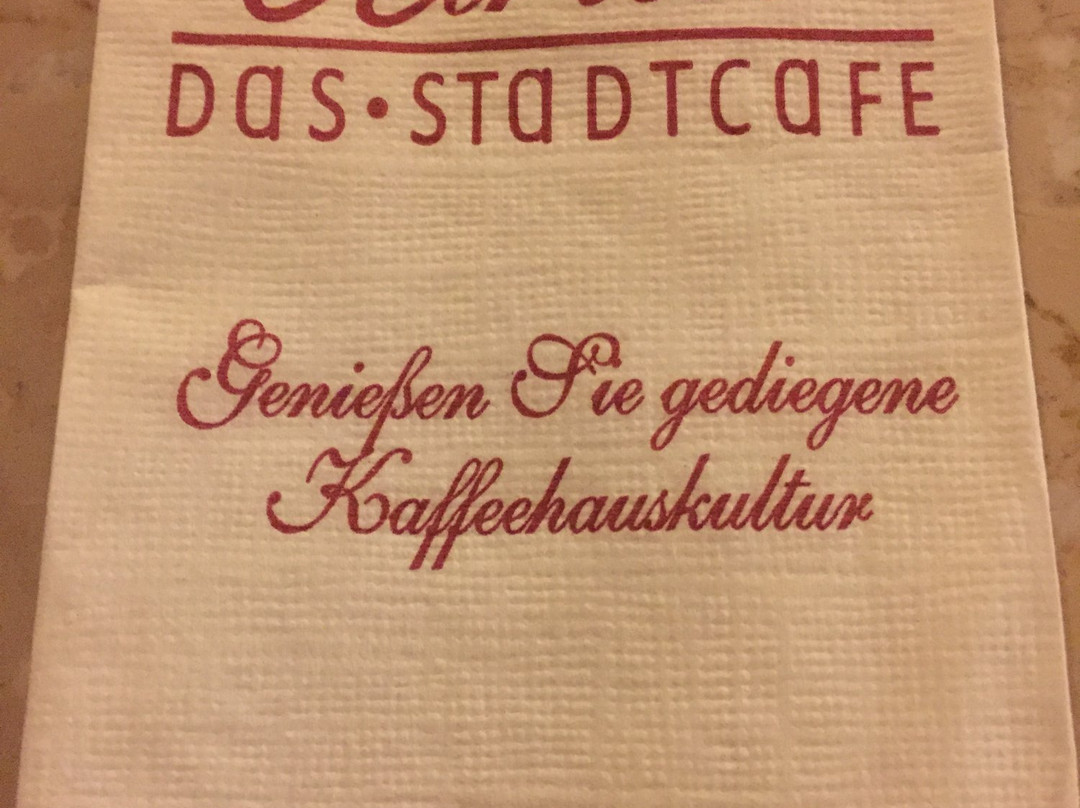 Das·StaDTCaFE
Genießen Sie gediegene
Kaffeehauskultur